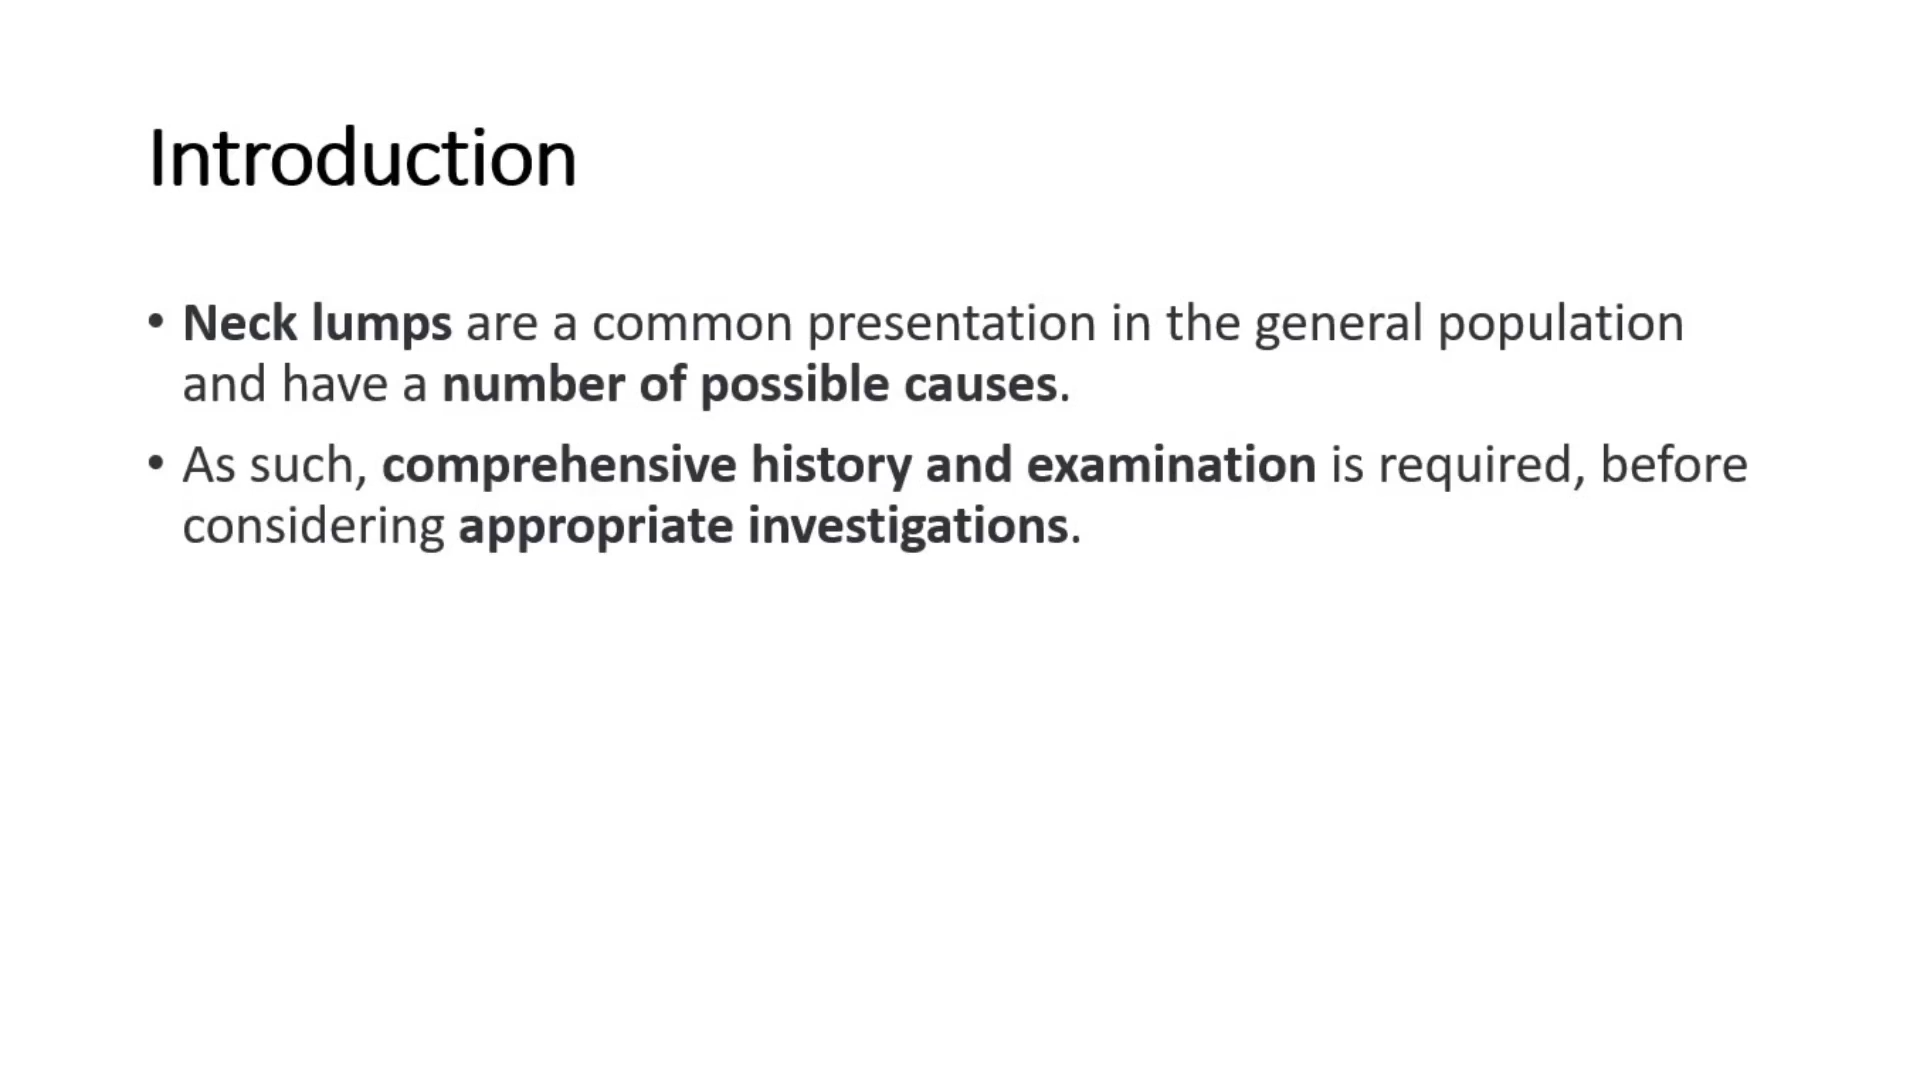 Introduction
• Neck lumps are a common presentation in the general population
and have a number of possible causes.
• As such, comprehensive history and examination is required, before
considering appropriate investigations.